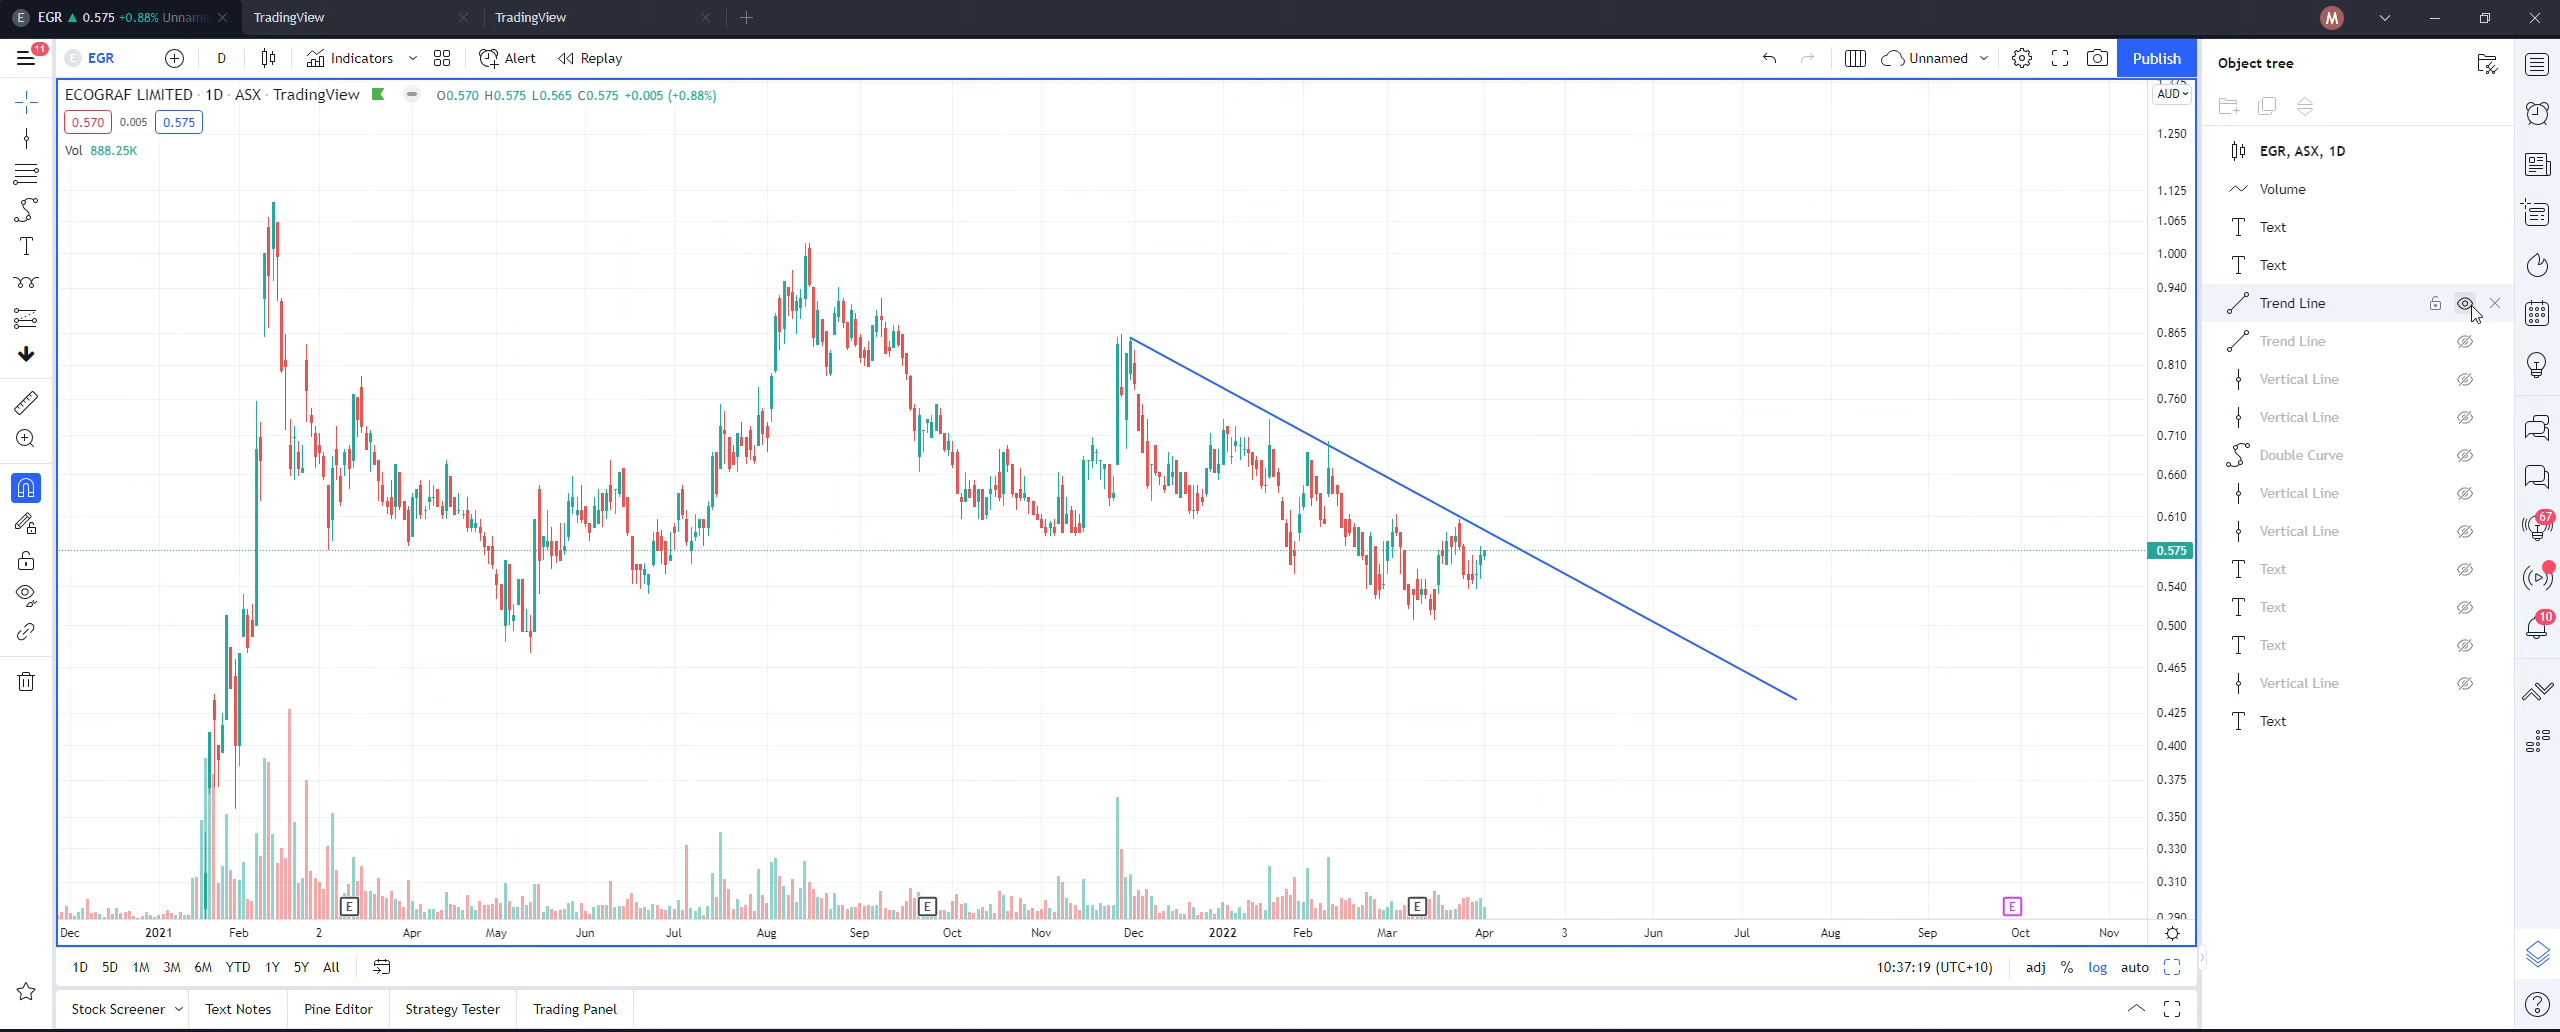 E EGR ▲ 0.575 +0.88% Unnam
TradingView
TradingView
M
11
E EGR
D
Indicators
Alert
Replay
Unnamed
Publish
Object tree
ECOGRAF LIMITED · 1D · ASX · TradingView
O0.570 H0.575 L0.565 C0.575 +0.005 (+0.88%)
AUD
0.570 0.005 0.575
Vol 888.25K
1.375
1.250
1.125
1.065
1.000
0.940
0.865
0.810
0.760
0.710
0.660
0.610
0.575
0.540
0.500
0.465
0.425
0.400
0.375
0.350
0.330
0.310
0.290
EGR, ASX, 1D
Volume
Text
Text
Trend Line
Trend Line
Vertical Line
Vertical Line
Double Curve
Vertical Line
Vertical Line
Text
Text
Text
Vertical Line
Text
67
10
E
E
E
E
Dec 2021 Feb 2 Apr May Jun Jul Aug Sep Oct Nov Dec 2022 Feb Mar Apr 3 Jun Jul Aug Sep Oct Nov
1D 5D 1M 3M 6M YTD 1Y 5Y All
10:37:19 (UTC+10) adj % log auto
Stock Screener Text Notes Pine Editor Strategy Tester Trading Panel